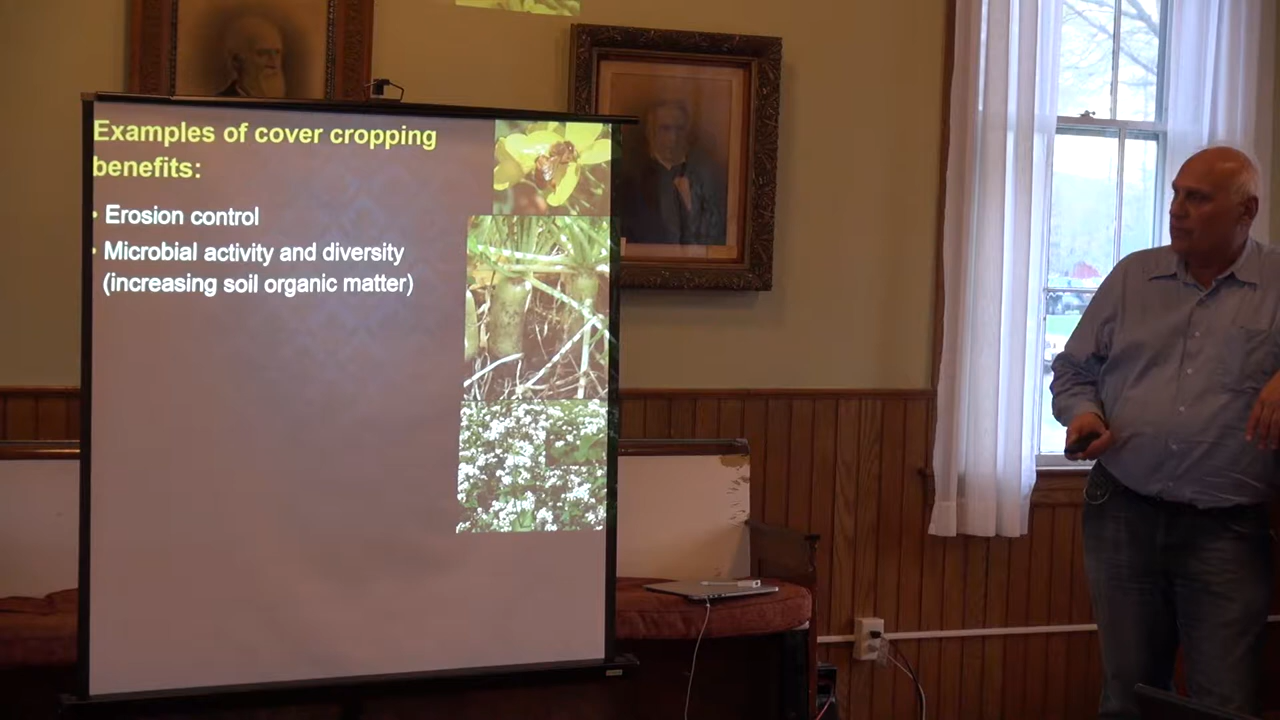 Examples of cover cropping
benefits:
• Erosion control
• Microbial activity and diversity
(increasing soil organic matter)